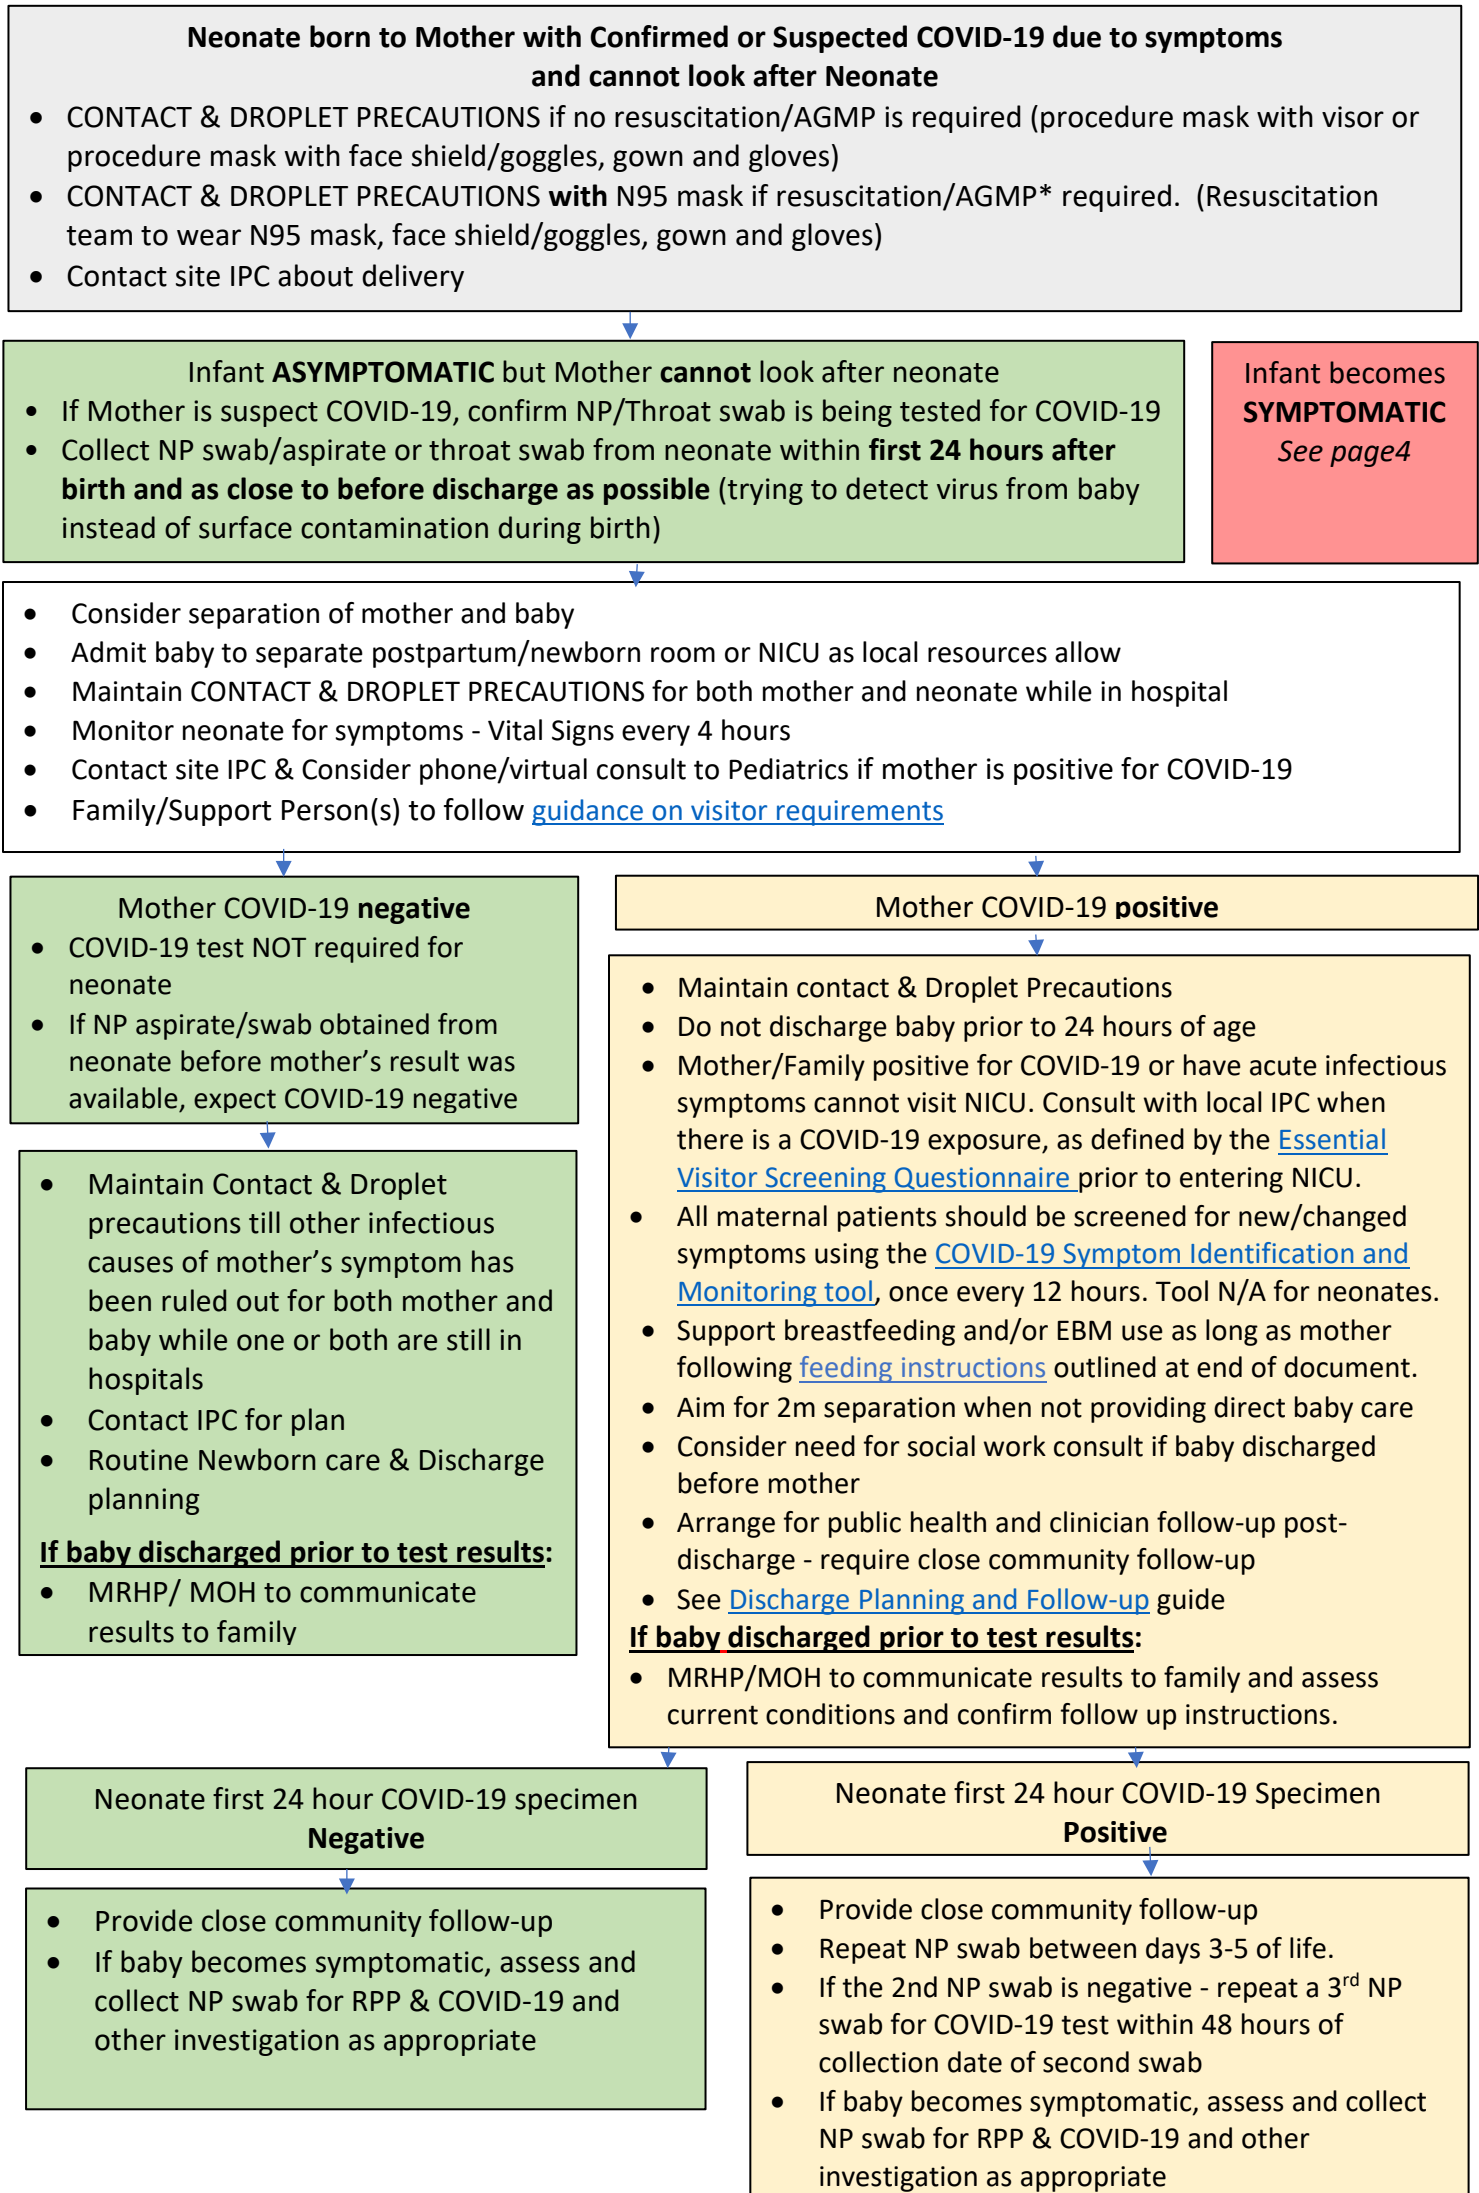 Neonate born to Mother with Confirmed or Suspected COVID-19 due to symptoms
and cannot look after Neonate
• CONTACT & DROPLET PRECAUTIONS if no resuscitation/AGMP is required (procedure mask with visor or
procedure mask with face shield/goggles, gown and gloves)
• CONTACT & DROPLET PRECAUTIONS with N95 mask if resuscitation/AGMP* required. (Resuscitation
team to wear N95 mask, face shield/goggles, gown and gloves)
• Contact site IPC about delivery
Infant ASYMPTOMATIC but Mother cannot look after neonate
• If Mother is suspect COVID-19, confirm NP/Throat swab is being tested for COVID-19
• Collect NP swab/aspirate or throat swab from neonate within first 24 hours after
birth and as close to before discharge as possible (trying to detect virus from baby
instead of surface contamination during birth)
Infant becomes
SYMPTOMATIC
See page4
• Consider separation of mother and baby
• Admit baby to separate postpartum/newborn room or NICU as local resources allow
• Maintain CONTACT & DROPLET PRECAUTIONS for both mother and neonate while in hospital
• Monitor neonate for symptoms - Vital Signs every 4 hours
• Contact site IPC & Consider phone/virtual consult to Pediatrics if mother is positive for COVID-19
• Family/Support Person(s) to follow guidance on visitor requirements
Mother COVID-19 negative
• COVID-19 test NOT required for
neonate
• If NP aspirate/swab obtained from
neonate before mother's result was
available, expect COVID-19 negative
• Maintain Contact & Droplet
precautions till other infectious
causes of mother's symptom has
been ruled out for both mother and
baby while one or both are still in
hospitals
• Contact IPC for plan
• Routine Newborn care & Discharge
planning
If baby discharged prior to test results:
• MRHP/ MOH to communicate
results to family
Mother COVID-19 positive
• Maintain contact & Droplet Precautions
• Do not discharge baby prior to 24 hours of age
• Mother/Family positive for COVID-19 or have acute infectious
symptoms cannot visit NICU. Consult with local IPC when
there is a COVID-19 exposure, as defined by the Essential
Visitor Screening Questionnaire prior to entering NICU.
• All maternal patients should be screened for new/changed
symptoms using the COVID-19 Symptom Identification and
Monitoring tool, once every 12 hours. Tool N/A for neonates.
• Support breastfeeding and/or EBM use as long as mother
following feeding instructions outlined at end of document.
• Aim for 2m separation when not providing direct baby care
• Consider need for social work consult if baby discharged
before mother
• Arrange for public health and clinician follow-up post-
discharge - require close community follow-up
• See Discharge Planning and Follow-up guide
If baby discharged prior to test results:
• MRHP/MOH to communicate results to family and assess
current conditions and confirm follow up instructions.
Neonate first 24 hour COVID-19 specimen
Negative
• Provide close community follow-up
• If baby becomes symptomatic, assess and
collect NP swab for RPP & COVID-19 and
other investigation as appropriate
Neonate first 24 hour COVID-19 Specimen
Positive
• Provide close community follow-up
• Repeat NP swab between days 3-5 of life.
• If the 2nd NP swab is negative - repeat a 3rd NP
swab for COVID-19 test within 48 hours of
collection date of second swab
• If baby becomes symptomatic, assess and collect
NP swab for RPP & COVID-19 and other
investigation as appropriate